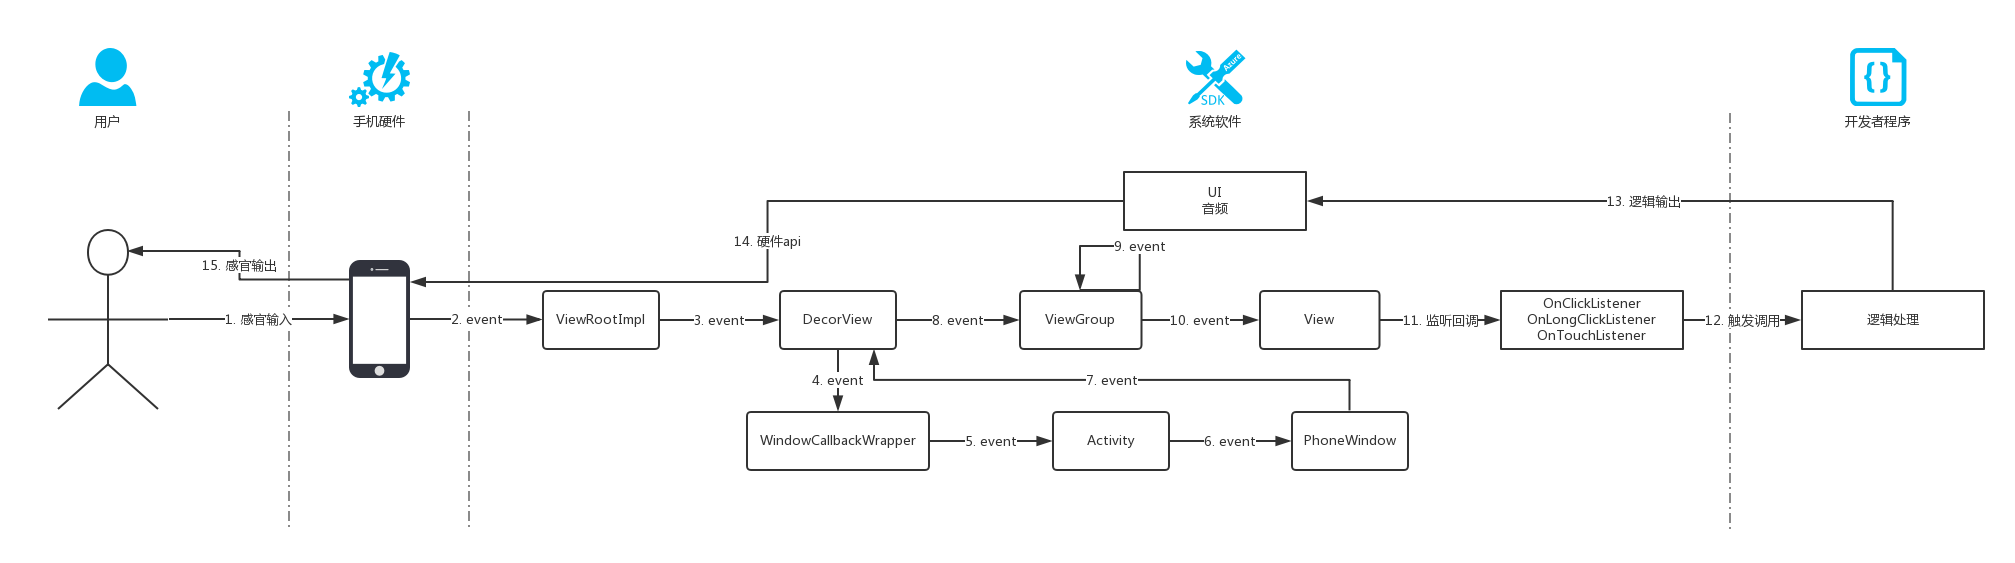 用户
手机硬件
Azure
SDK
系统软件
开发者程序
UI
音频
13. 逻辑输出
14. 硬件api
9. event
15. 感官输出
1. 感官输入
2. event
ViewRootImpl
3. event
DecorView
8. event
ViewGroup
10. event
View
11. 监听回调
OnClickListener
OnLongClickListener
OnTouchListener
12. 触发调用
逻辑处理
4. event
7. event
WindowCallbackWrapper
5. event
Activity
6. event
PhoneWindow